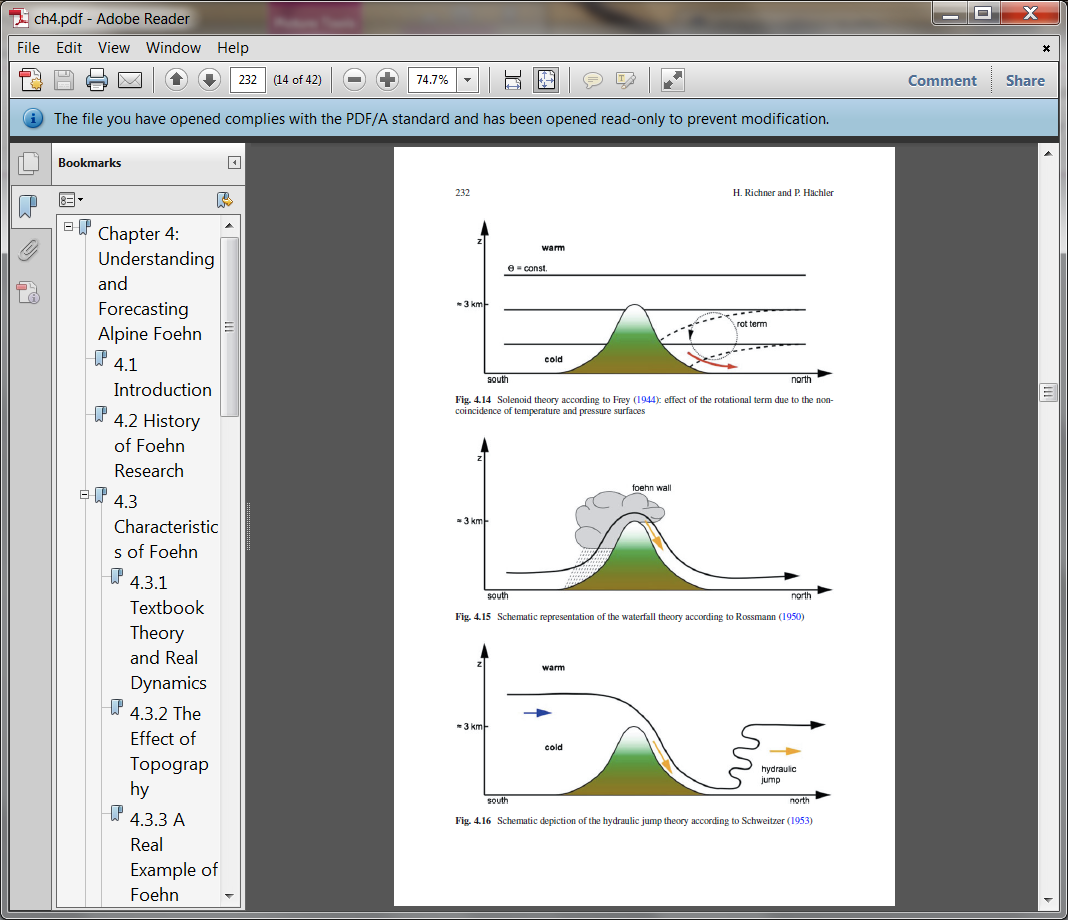 ch4.pdf - Adobe Reader
File Edit View Window Help
232 (14 of 42) 74.7% Comment Share
The file you have opened complies with the PDF/A standard and has been opened read-only to prevent modification.
Bookmarks
Chapter 4:
Understanding
and
Forecasting
Alpine Foehn
4.1
Introduction
4.2 History
of Foehn
Research
4.3
Characteristic
s of Foehn
4.3.1
Textbook
Theory
and Real
Dynamics
4.3.2 The
Effect of
Topograp
hy
4.3.3 A
Real
Example of
Foehn
232 H. Richner and P. Hächler
z
warm
Θ = const.
≈ 3 km
rot term
cold
south north
Fig. 4.14 Solenoid theory according to Frey (1944): effect of the rotational term due to the non-
coincidence of temperature and pressure surfaces
z
foehn wall
≈ 3 km
south north
Fig. 4.15 Schematic representation of the waterfall theory according to Rossmann (1950)
z
warm
≈ 3 km
cold
hydraulic
jump
south north
Fig. 4.16 Schematic depiction of the hydraulic jump theory according to Schweitzer (1953)